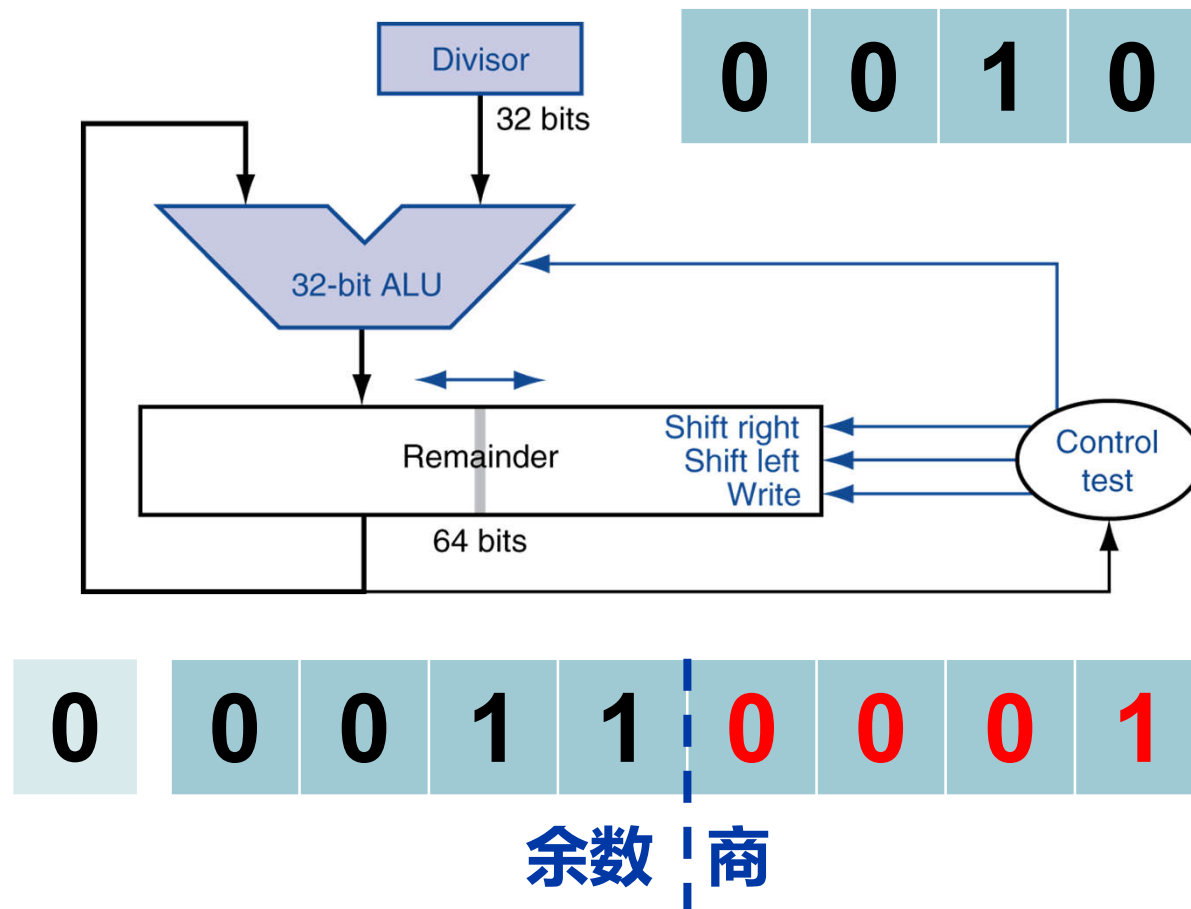 Divisor
0 0 1 0
32 bits
32-bit ALU
Remainder
Shift right
Shift left
Write
Control
test
64 bits
0 0 0 1 1 0 0 0 1
余数 商